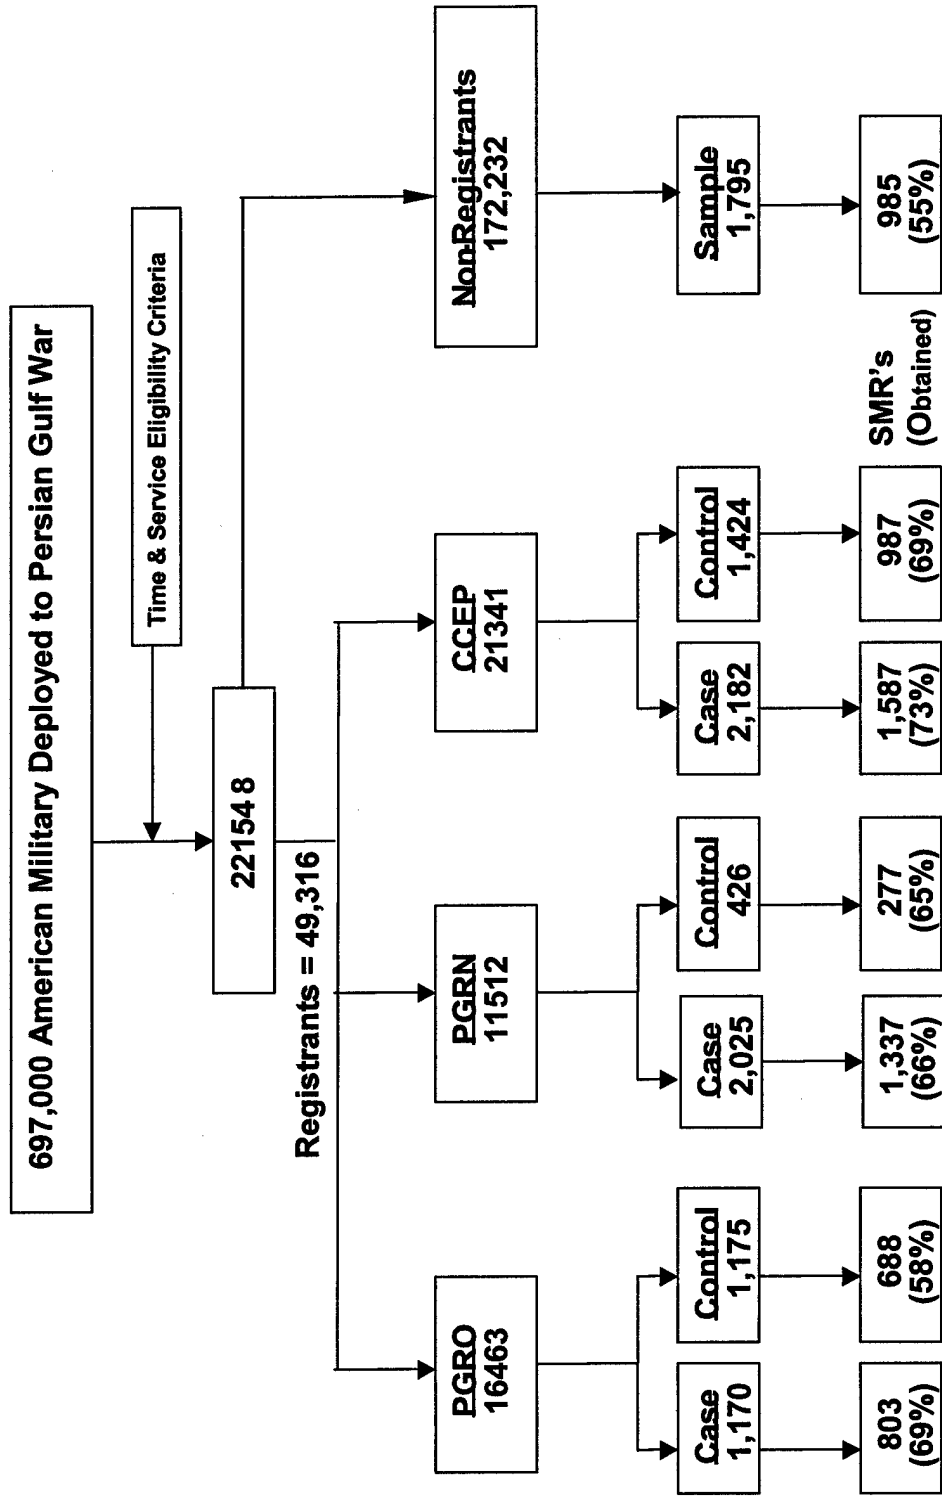 697,000 American Military Deployed to Persian Gulf War
Time & Service Eligibility Criteria
221548
Registrants = 49,316
PGRO
16463
PGRN
11512
CCEP
21341
Non-Registrants
172,232
Case
1,170
Control
1,175
Case
2,025
Control
426
Case
2,182
Control
1,424
Sample
1,795
803
(69%)
688
(58%)
1,337
(66%)
277
(65%)
1,587
(73%)
987
(69%)
SMR's
(Obtained)
985
(55%)